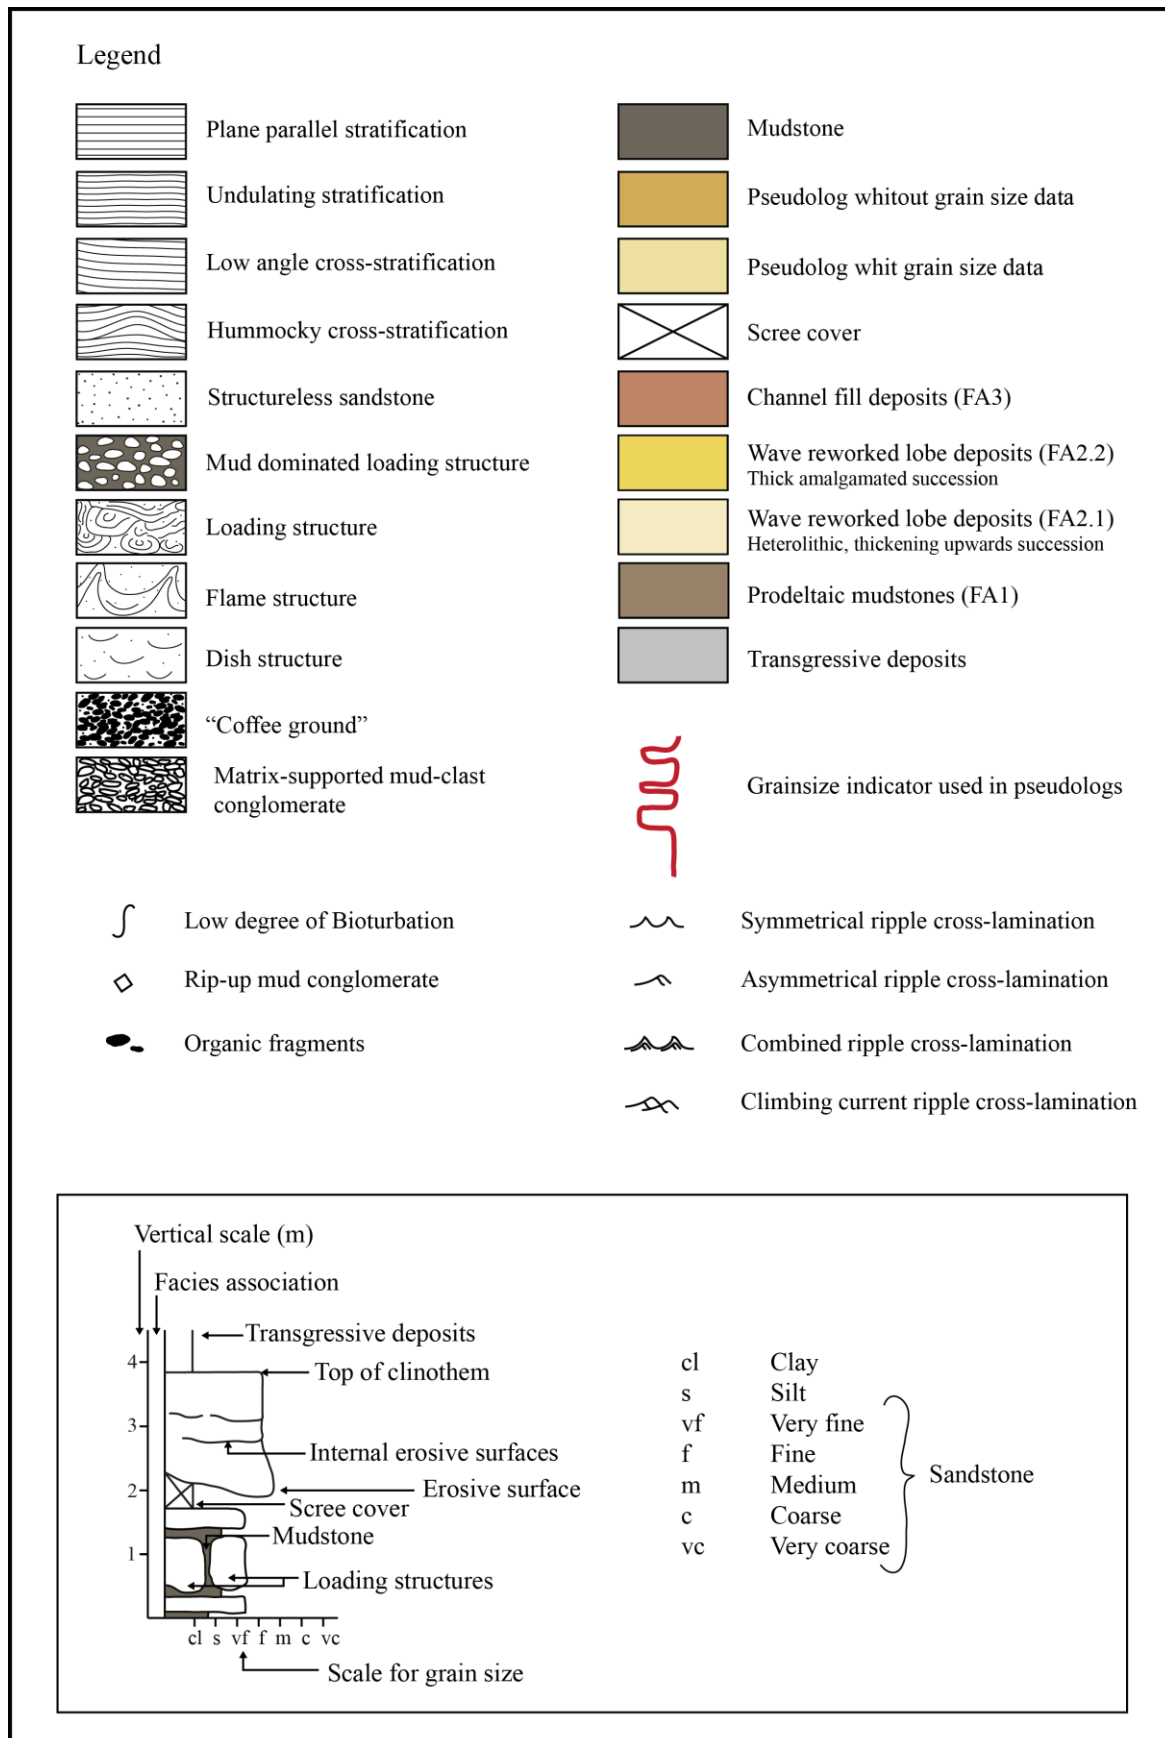 Legend
Plane parallel stratification
Undulating stratification
Low angle cross-stratification
Hummocky cross-stratification
Structureless sandstone
Mud dominated loading structure
Loading structure
Flame structure
Dish structure
“Coffee ground”
Matrix-supported mud-clast
conglomerate
Mudstone
Pseudolog whitout grain size data
Pseudolog whit grain size data
Scree cover
Channel fill deposits (FA3)
Wave reworked lobe deposits (FA2.2)
Thick amalgamated succession
Wave reworked lobe deposits (FA2.1)
Heterolithic, thickening upwards succession
Prodeltaic mudstones (FA1)
Transgressive deposits
Grainsize indicator used in pseudologs
Low degree of Bioturbation
Rip-up mud conglomerate
Organic fragments
Symmetrical ripple cross-lamination
Asymmetrical ripple cross-lamination
Combined ripple cross-lamination
Climbing current ripple cross-lamination
Vertical scale (m)
Facies association
Transgressive deposits
4
Top of clinothem
3
Internal erosive surfaces
2
Erosive surface
Scree cover
Mudstone
1
Loading structures
cl s vf f m c vc
Scale for grain size
cl Clay
s Silt
vf Very fine
f Fine
m Medium
c Coarse
vc Very coarse
Sandstone